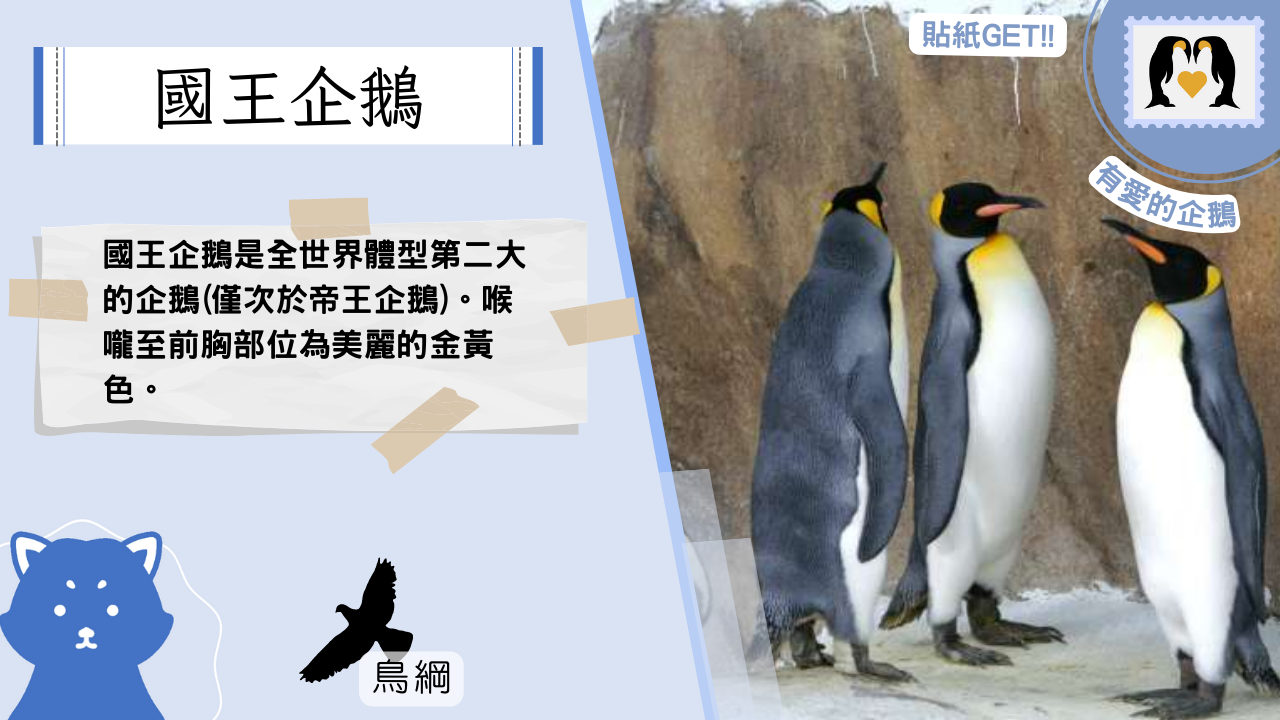 國王企鵝
國王企鵝是全世界體型第二大
的企鵝(僅次於帝王企鵝)。喉
嚨至前胸部位為美麗的金黃
色。
鳥綱
貼紙GET!!
有愛的企鵝